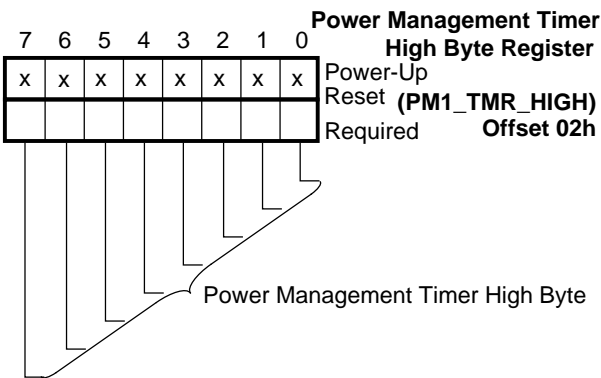 Power Management Timer
High Byte Register
7 6 5 4 3 2 1 0
x x x x x x x x Power-Up
Reset (PM1_TMR_HIGH)
Required Offset 02h
Power Management Timer High Byte